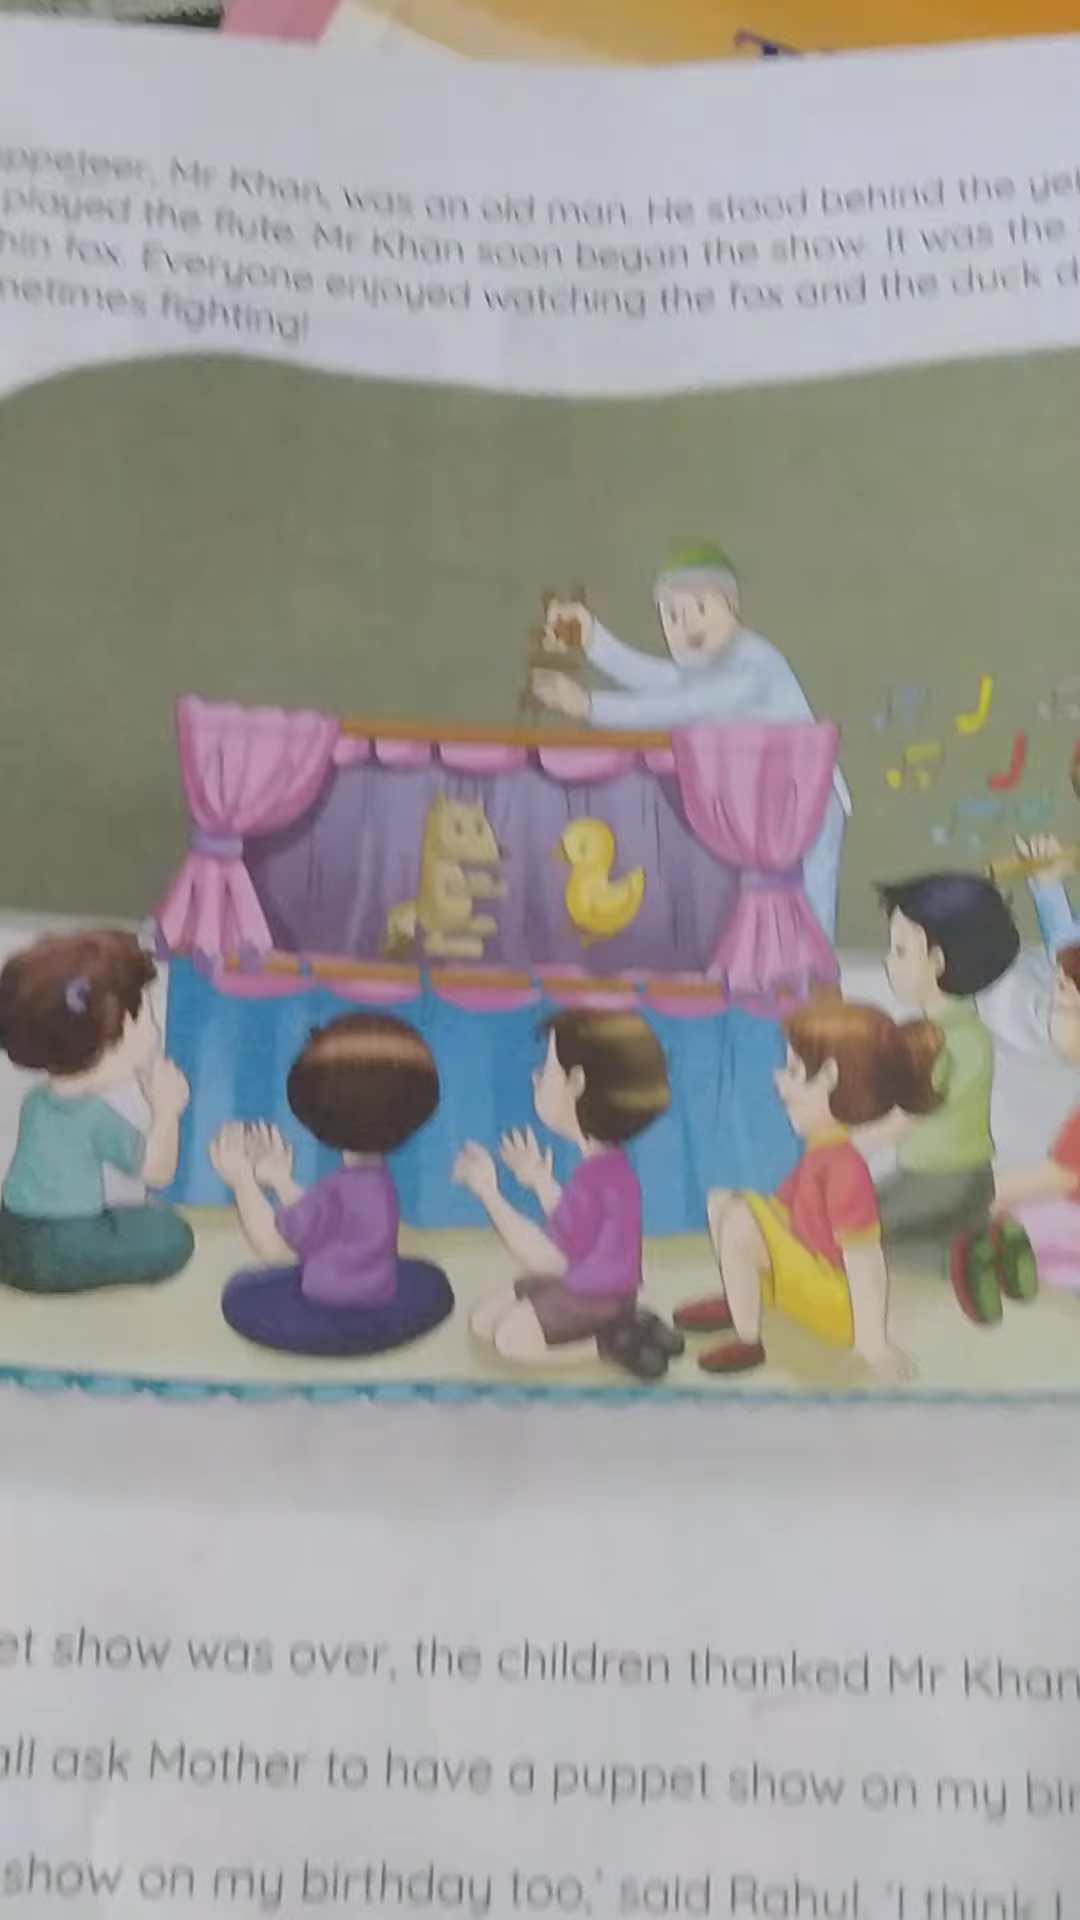 ppeteer, Mr Khan, was an old man. He stood behind the yel
played the flute. Mr Khan soon began the show. It was the
hin fox. Everyone enjoyed watching the fox and the duck d
metimes fighting!
et show was over, the children thanked Mr Khan
all ask Mother to have a puppet show on my bir
show on my birthday too,' said Rahul. 'I think I